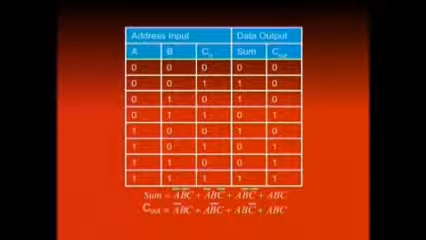 Address Input Data Output
A B C Sum Cout
0 0 0 0 0
0 0 1 1 0
0 1 0 1 0
0 1 1 0 1
1 0 0 1 0
1 0 1 0 1
1 1 0 0 1
1 1 1 1 1
Sum = A̅B̅C + A̅BC̅ + AB̅C̅ + ABC
Cout = A̅BC + AB̅C + ABC̅ + ABC